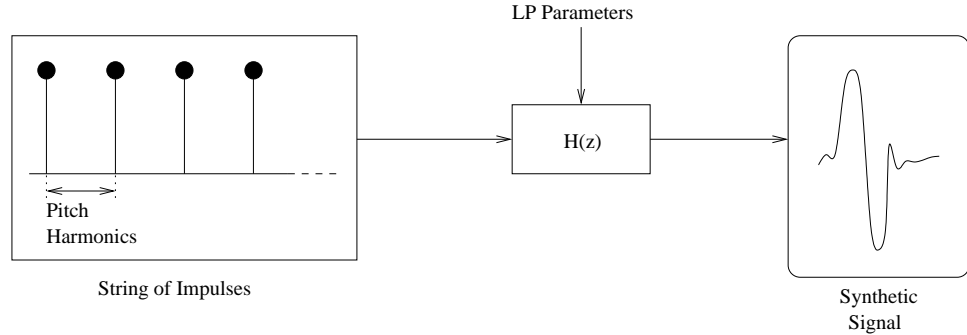 LP Parameters
H(z)
Pitch
Harmonics
String of Impulses
Synthetic
Signal